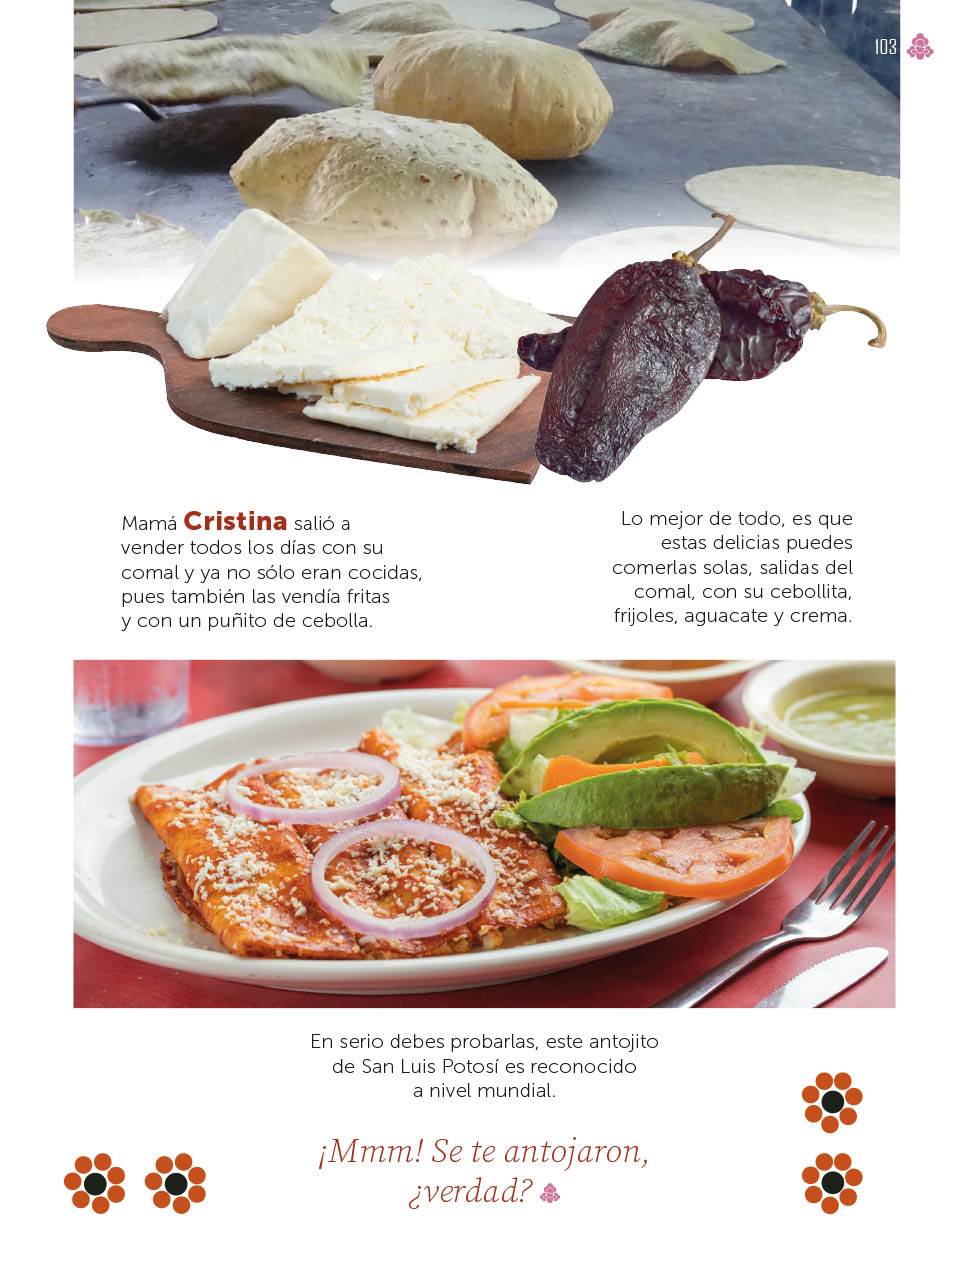 103
Mamá Cristina salió a
vender todos los días con su
comal y ya no sólo eran cocidas,
pues también las vendía fritas
y con un puñito de cebolla.
Lo mejor de todo, es que
estas delicias puedes
comerlas solas, salidas del
comal, con su cebollita,
frijoles, aguacate y crema.
En serio debes probarlas, este antojito
de San Luis Potosí es reconocido
a nivel mundial.
¡Mmm! Se te antojaron,
¿verdad?